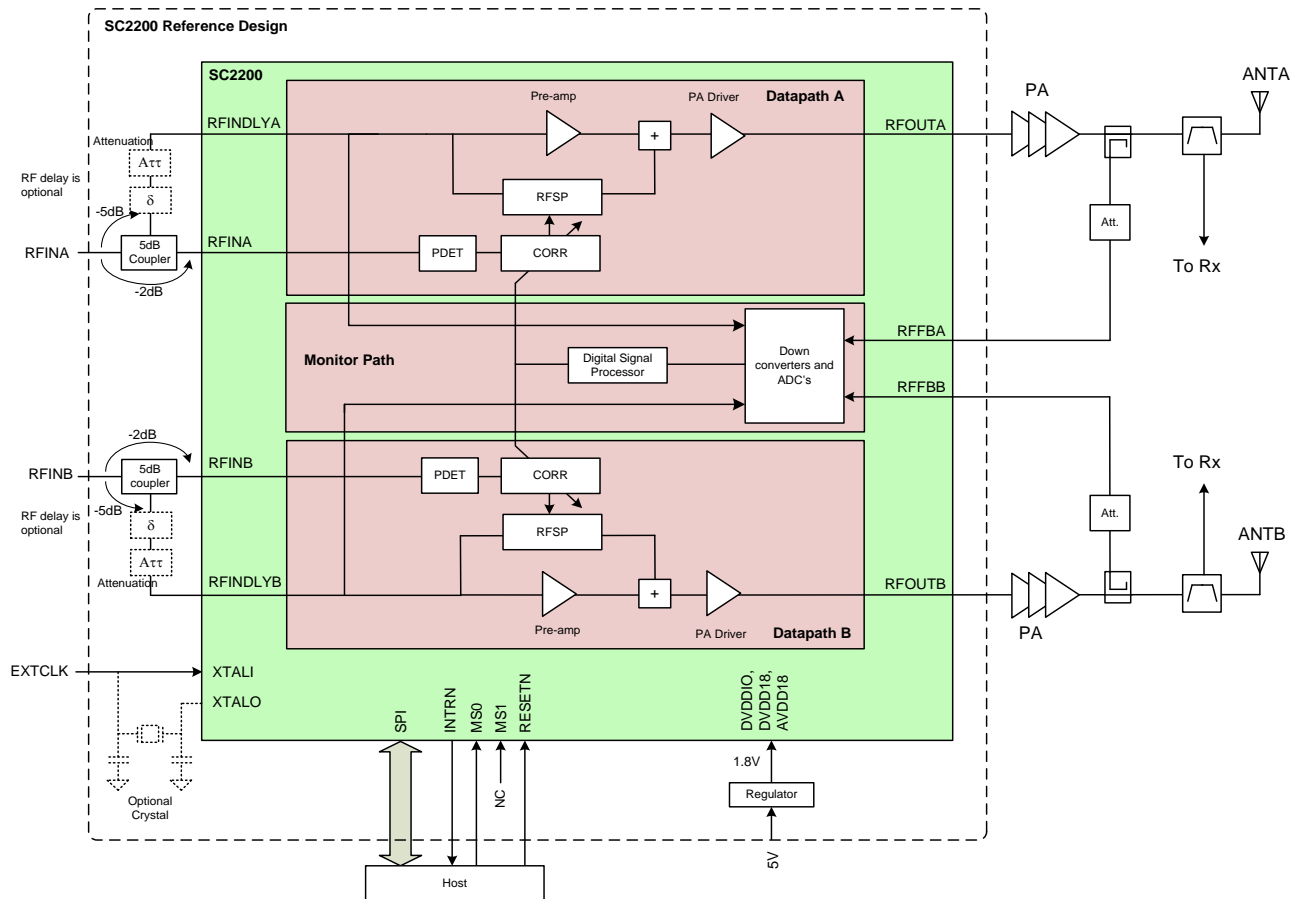 SC2200 Reference Design
SC2200
Pre-amp
PA Driver
Datapath A
RFINDLYA
RFOUTA
PA
ANTA
Attenuation
Αττ
+
RF delay is
optional
δ
-5dB
RFSP
RFINA
5dB
Coupler
RFINA
PDET
CORR
Att.
-2dB
To Rx
RFFBA
Monitor Path
Digital Signal
Processor
Down
converters and
ADC's
RFFBB
-2dB
RFINB
5dB
coupler
RFINB
PDET
CORR
To Rx
-5dB
RF delay is
optional
δ
RFSP
Att.
ANTB
Αττ
Attenuation
RFINDLYB
+
RFOUTB
Pre-amp
PA Driver
Datapath B
PA
EXTCLK
XTALI
XTALO
SPI
INTRN
MS0
MS1
RESETN
DVDDIO,
DVDD18,
AVDD18
1.8V
NC
Regulator
Optional
Crystal
5V
Host